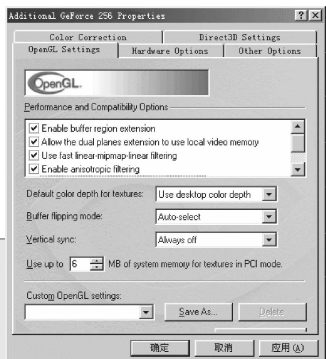 Additional GeForce 256 Properties
Color Correction
Direct3D Settings
OpenGL Settings
Hardware Options
Other Options
OpenGL.
Performance and Compatibility Options
Enable buffer region extension
Allow the dual planes extension to use local video memory
Use fast linear-mipmap-linear filtering
Enable anisotropic filtering
Default color depth for textures: Use desktop color depth
Buffer flipping mode: Auto-select
Vertical sync: Always off
Use up to 6 MB of system memory for textures in PCI mode.
Custom OpenGL settings:
Save As...
Delete
确定
取消
应用(A)